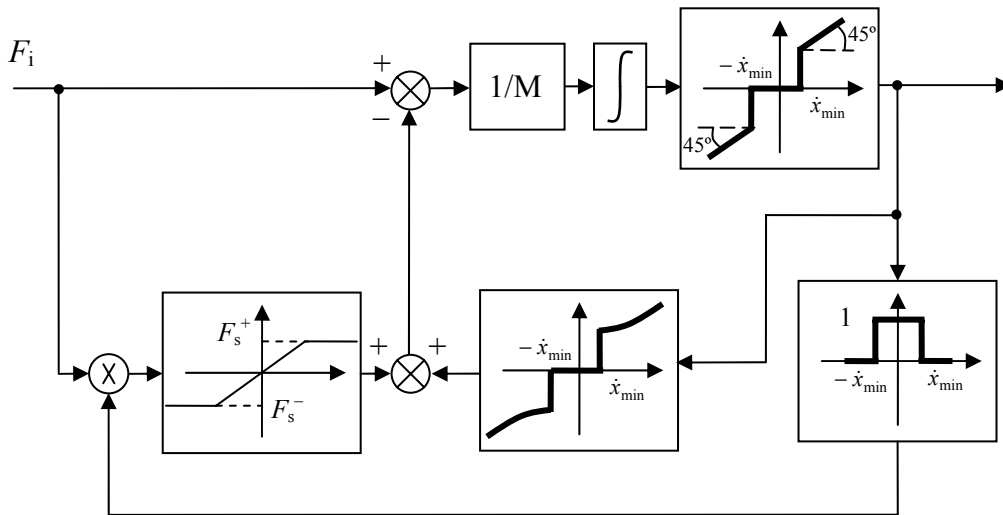 F_i
+
−
1/M
∫
45º
− ẋ_min
ẋ_min
45º
X
F_s^+
F_s^−
+
+
− ẋ_min
ẋ_min
1
− ẋ_min
ẋ_min